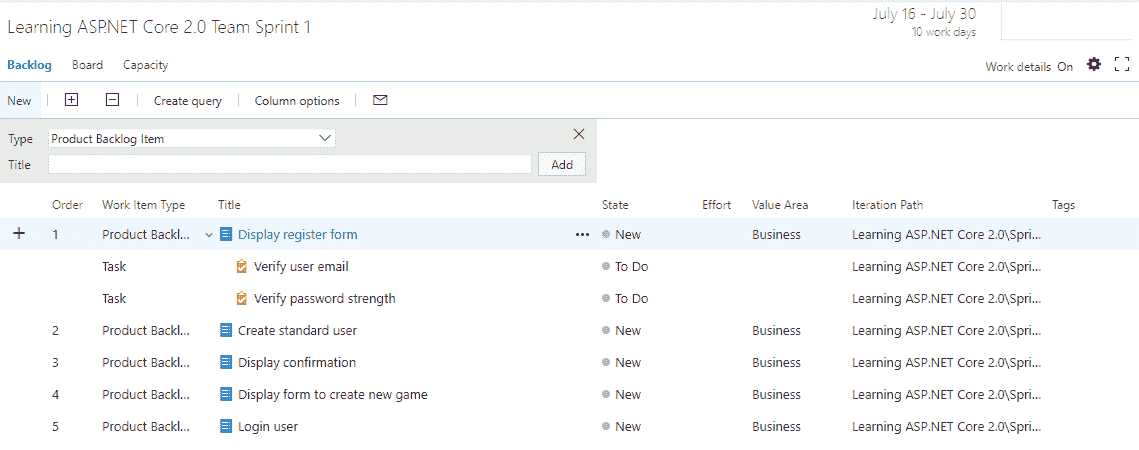 Learning ASP.NET Core 2.0 Team Sprint 1
July 16 - July 30
10 work days
Backlog Board Capacity
Work details On
New Create query Column options
Type Product Backlog Item
Title Add
Order Work Item Type Title State Effort Value Area Iteration Path Tags
1 Product Backl... Display register form ... New Business Learning ASP.NET Core 2.0\Spri...
Task Verify user email To Do Learning ASP.NET Core 2.0\Spri...
Task Verify password strength To Do Learning ASP.NET Core 2.0\Spri...
2 Product Backl... Create standard user New Business Learning ASP.NET Core 2.0\Spri...
3 Product Backl... Display confirmation New Business Learning ASP.NET Core 2.0\Spri...
4 Product Backl... Display form to create new game New Business Learning ASP.NET Core 2.0\Spri...
5 Product Backl... Login user New Business Learning ASP.NET Core 2.0\Spri...